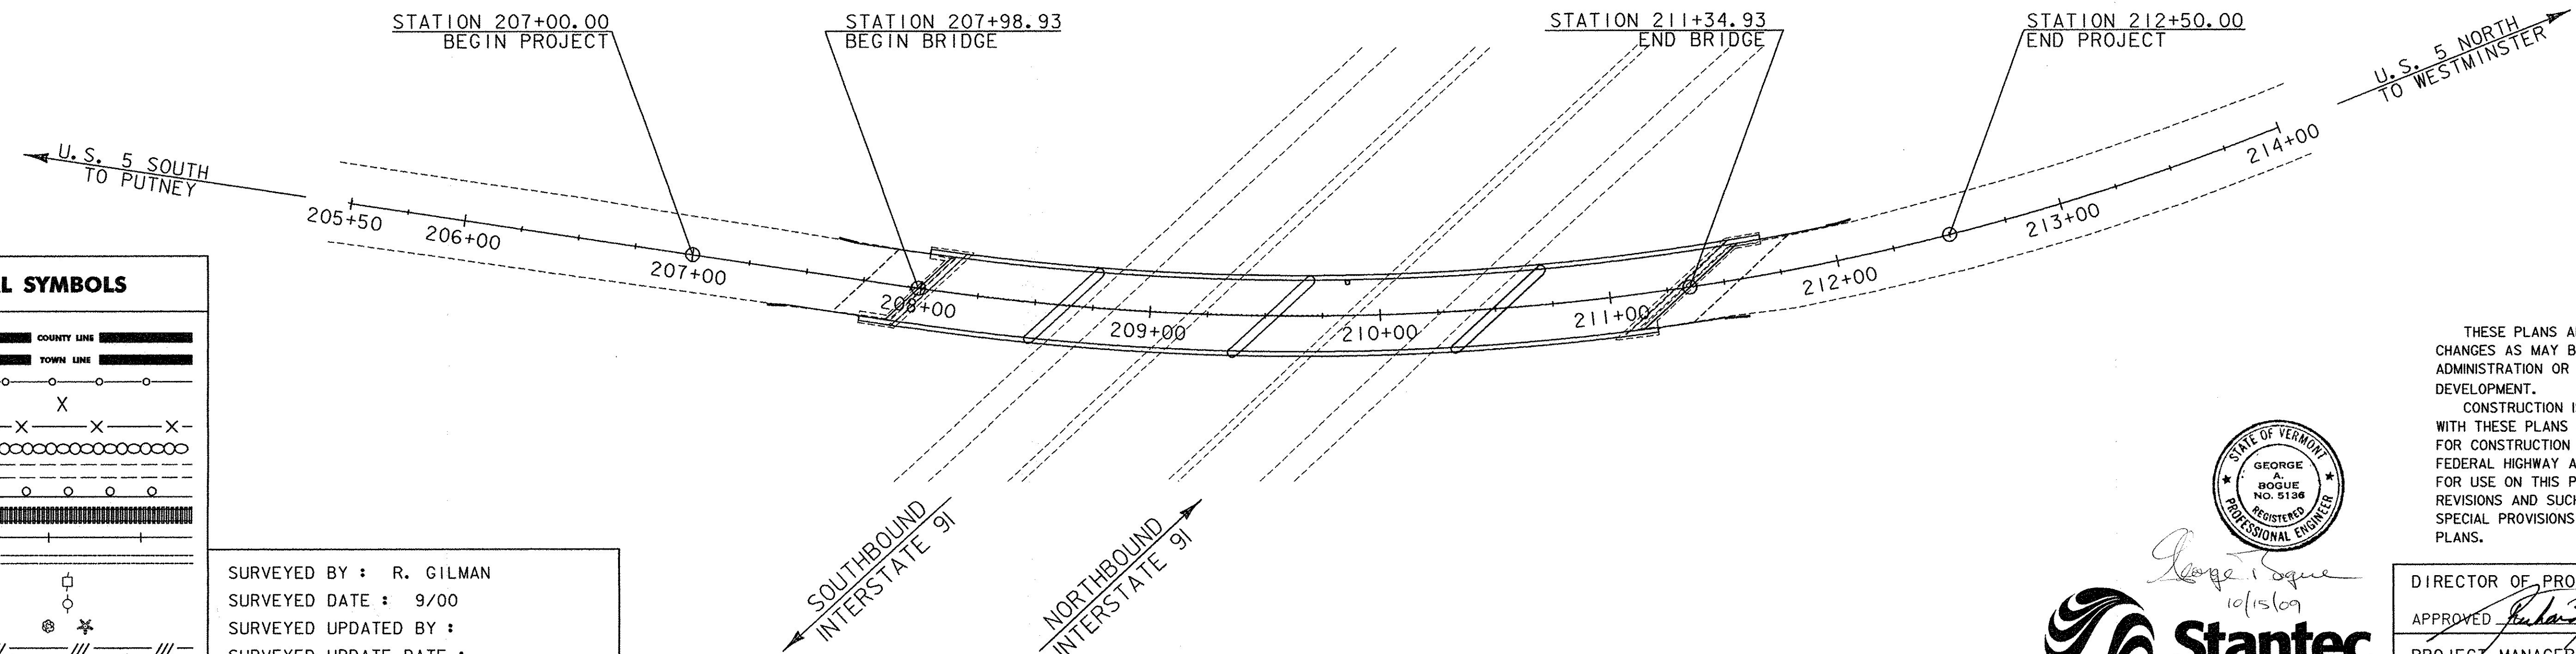 STATION 207+00.00
BEGIN PROJECT
STATION 207+98.93
BEGIN BRIDGE
STATION 211+34.93
END BRIDGE
STATION 212+50.00
END PROJECT
U.S. 5 NORTH
TO WESTMINSTER
U.S. 5 SOUTH
TO PUTNEY
205+50
206+00
207+00
208+00
209+00
210+00
211+00
212+00
213+00
214+00
SOUTHBOUND
INTERSTATE 91
NORTHBOUND
INTERSTATE 91
L SYMBOLS
COUNTY LINE
TOWN LINE
SURVEYED BY : R. GILMAN
SURVEYED DATE : 9/00
SURVEYED UPDATED BY :
SURVEYED UPDATE DATE :
STATE OF VERMONT
GEORGE
A.
BOGUE
NO. 5136
REGISTERED
PROFESSIONAL ENGINEER
George Bogue
10/15/09
Stantec
THESE PLANS A
CHANGES AS MAY B
ADMINISTRATION OR
DEVELOPMENT.
CONSTRUCTION I
WITH THESE PLANS
FOR CONSTRUCTION
FEDERAL HIGHWAY A
FOR USE ON THIS P
REVISIONS AND SUCH
SPECIAL PROVISIONS
PLANS.
DIRECTOR OF PRO
APPROVED
PROJECT MANAGER